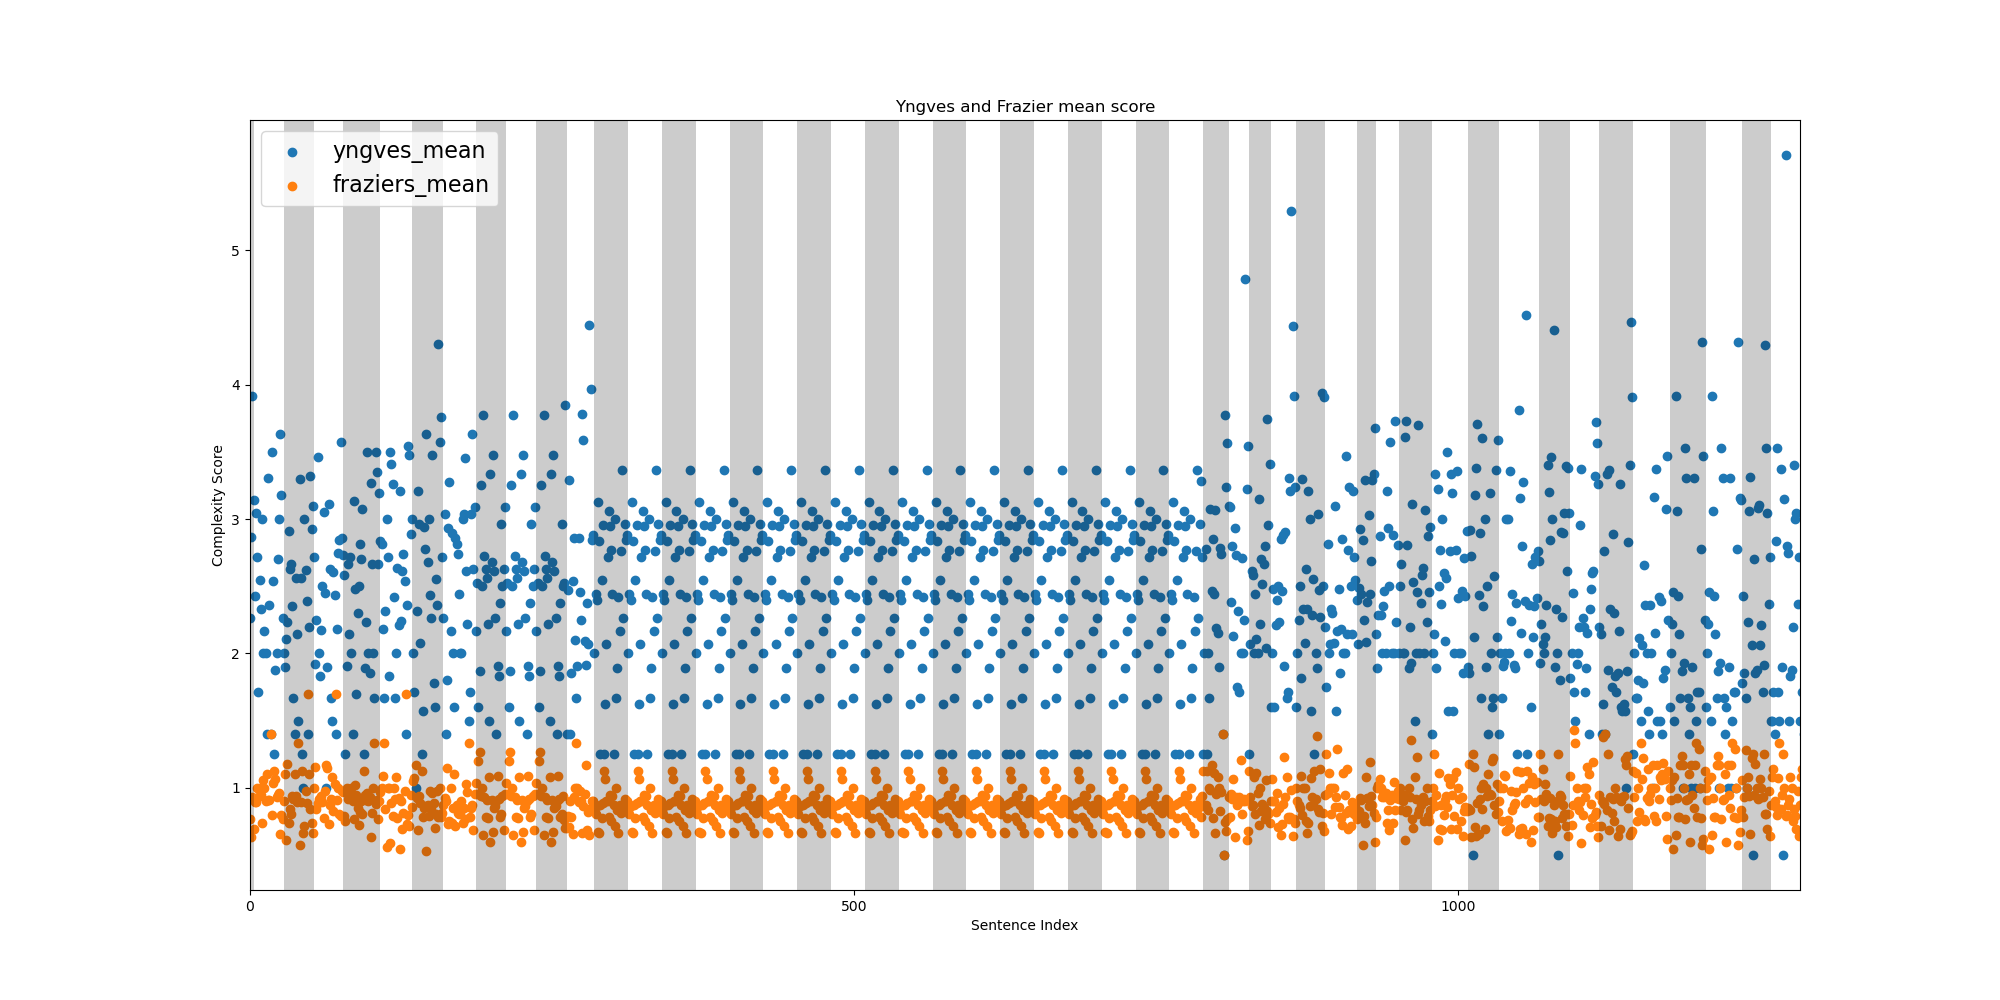 Yngves and Frazier mean score
yngves_mean
fraziers_mean
Complexity Score
5
4
3
2
1
0
500
1000
Sentence Index